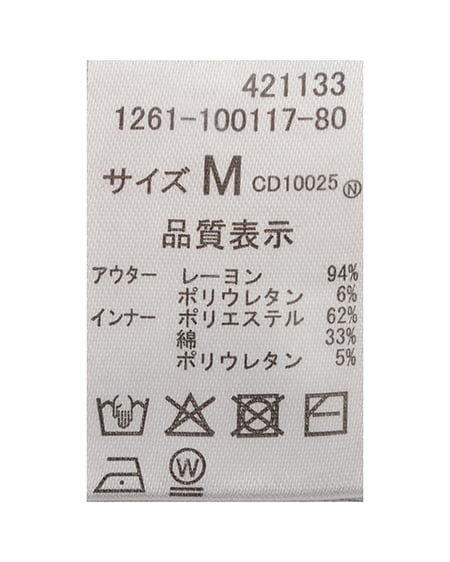 421133
1261-100117-80
サイズ M CD10025 Ⓝ
品質表示
アウター レーヨン 94%
ポリウレタン 6%
インナー ポリエステル 62%
綿 33%
ポリウレタン 5%
W